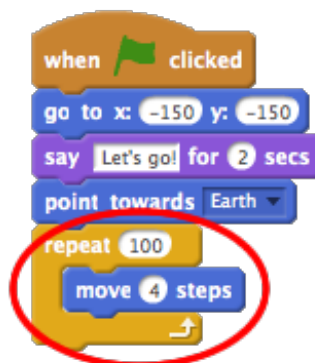 when clicked
go to x: -150 y: -150
say Let's go! for 2 secs
point towards Earth
repeat 100
move 4 steps